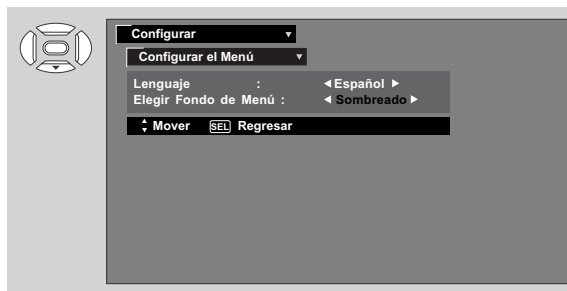 Configurar
Configurar el Menú
Lenguaje : Español
Elegir Fondo de Menú : Sombreado
Mover SEL Regresar